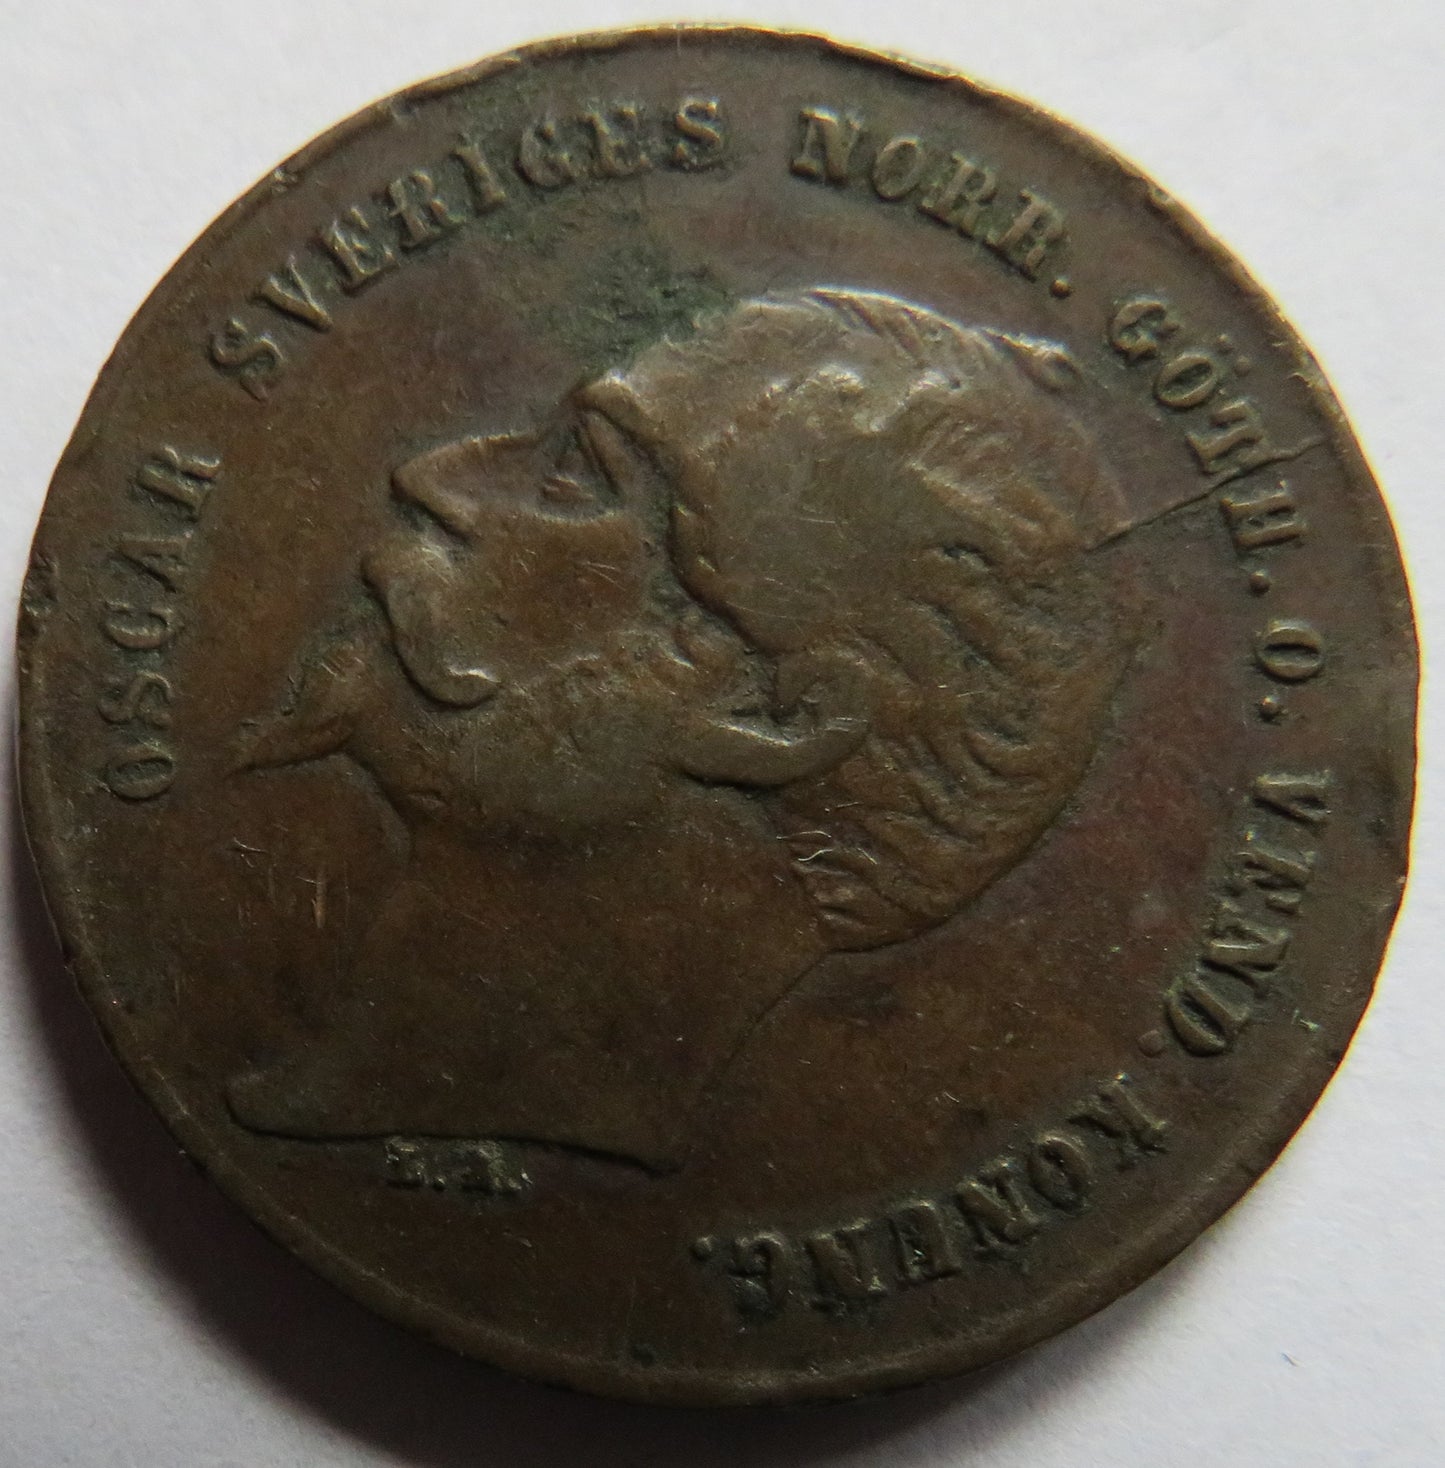 OSCAR SVERIGES NORR. GÖTH. O. VEND. KONUNG.
L. A.